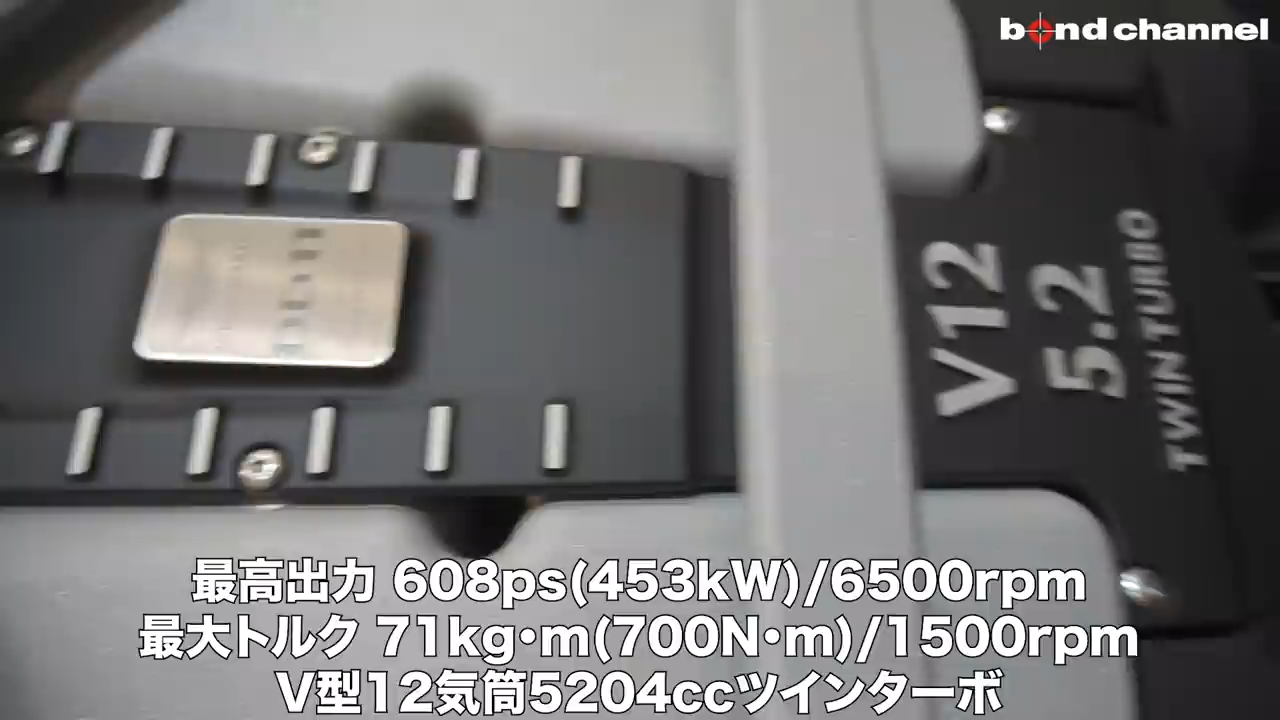 bond channel
V12
5.2
TWIN TURBO
最高出力 608ps(453kW)/6500rpm
最大トルク 71kg・m(700N・m)/1500rpm
V型12気筒5204ccツインターボ